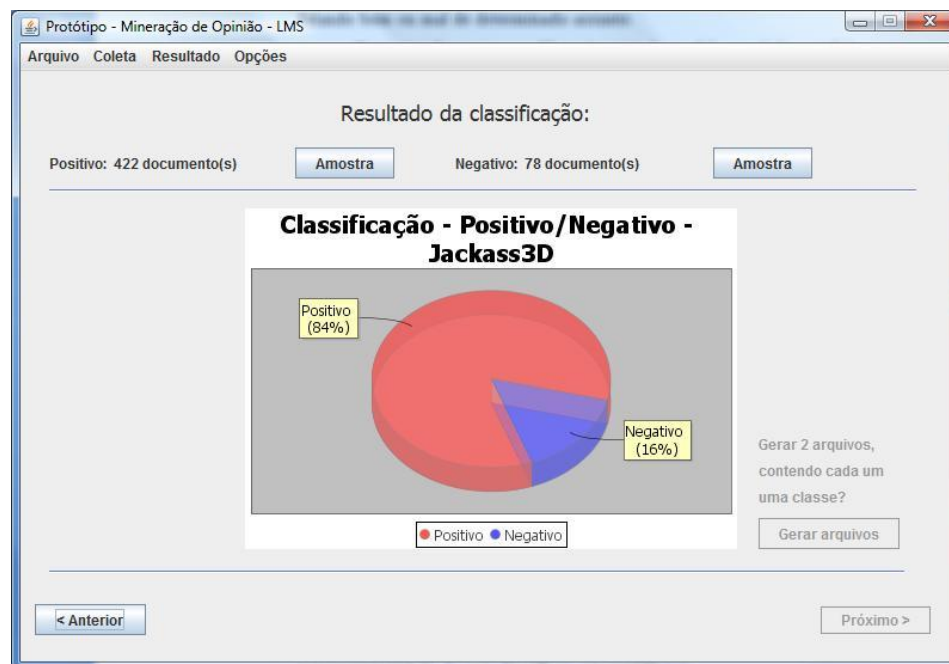 Protótipo - Mineração de Opinião - LMS
Arquivo Coleta Resultado Opções
Resultado da classificação:
Positivo: 422 documento(s) Amostra Negativo: 78 documento(s) Amostra
Classificação - Positivo/Negativo -
Jackass3D
Positivo
(84%)
Negativo
(16%)
Gerar 2 arquivos,
contendo cada um
uma classe?
Gerar arquivos
Positivo Negativo
< Anterior Próximo >